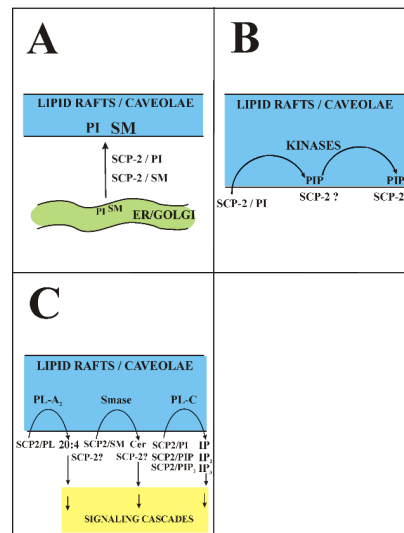 A
LIPID RAFTS / CAVEOLAE
PI SM
SCP-2 / PI
SCP-2 / SM
PI SM
ER/GOLGI
B
LIPID RAFTS / CAVEOLAE
KINASES
PIP PIP
SCP-2 / PI SCP-2 ? SCP-2
C
LIPID RAFTS / CAVEOLAE
PL-A₂ Smase PL-C
SCP2/PL 20:4 SCP2/SM Cer SCP2/PI IP
SCP-2? SCP-2? SCP2/PIP IP₂
SCP2/PIP₂ IP₃
SIGNALING CASCADES